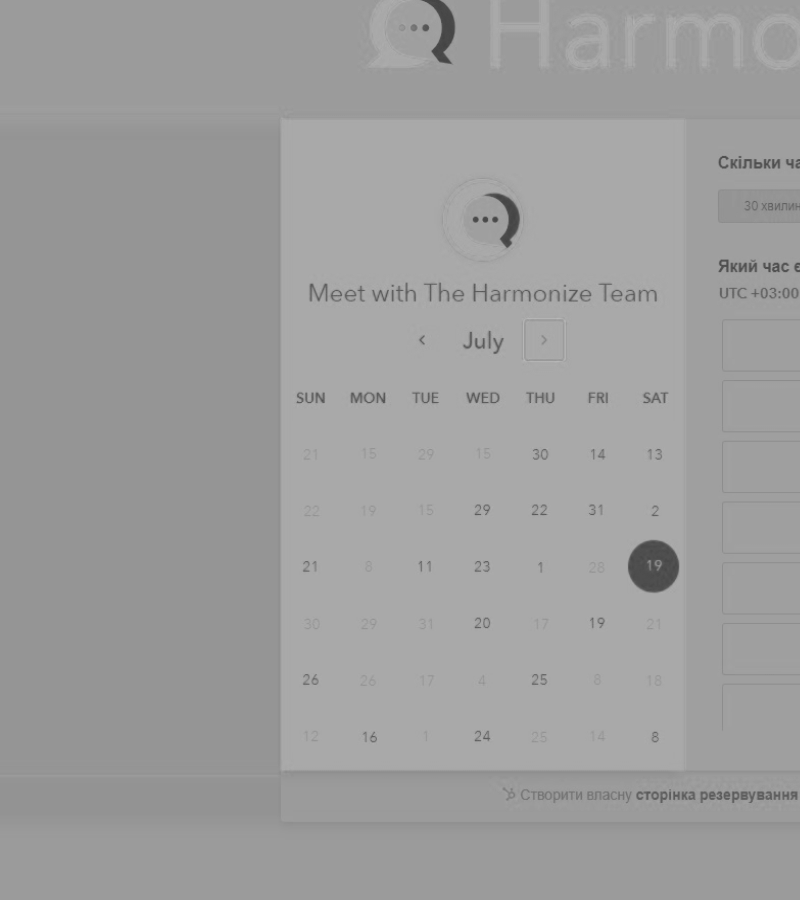 Harmo
Meet with The Harmonize Team
July
SUN MON TUE WED THU FRI SAT
21 15 29 15 30 14 13
22 19 15 29 22 31 2
21 8 11 23 1 28 19
30 29 31 20 17 19 21
26 26 17 4 25 8 18
12 16 1 24 25 14 8
Скільки ча
30 хвилин
Який час є
UTC +03:00
Створити власну сторінка резервування